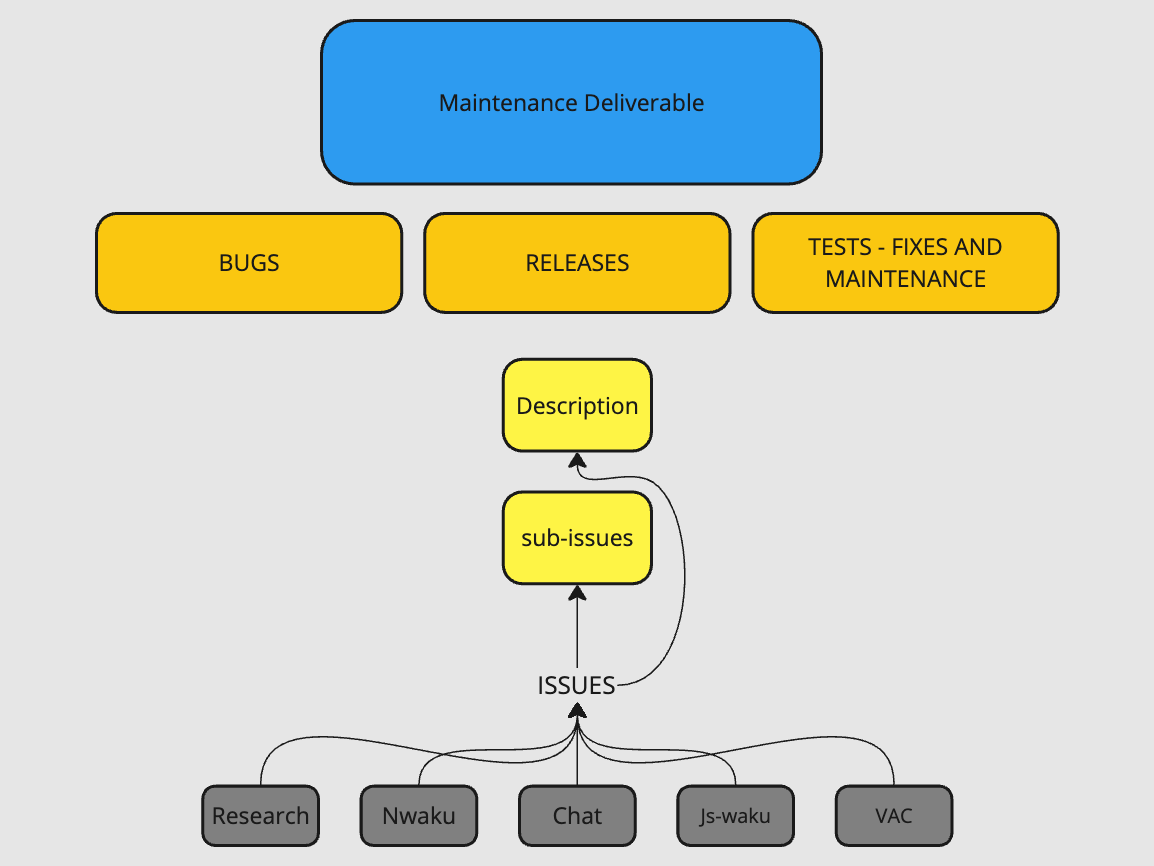 Maintenance Deliverable
BUGS
RELEASES
TESTS - FIXES AND
MAINTENANCE
Description
sub-issues
ISSUES
Research
Nwaku
Chat
Js-waku
VAC